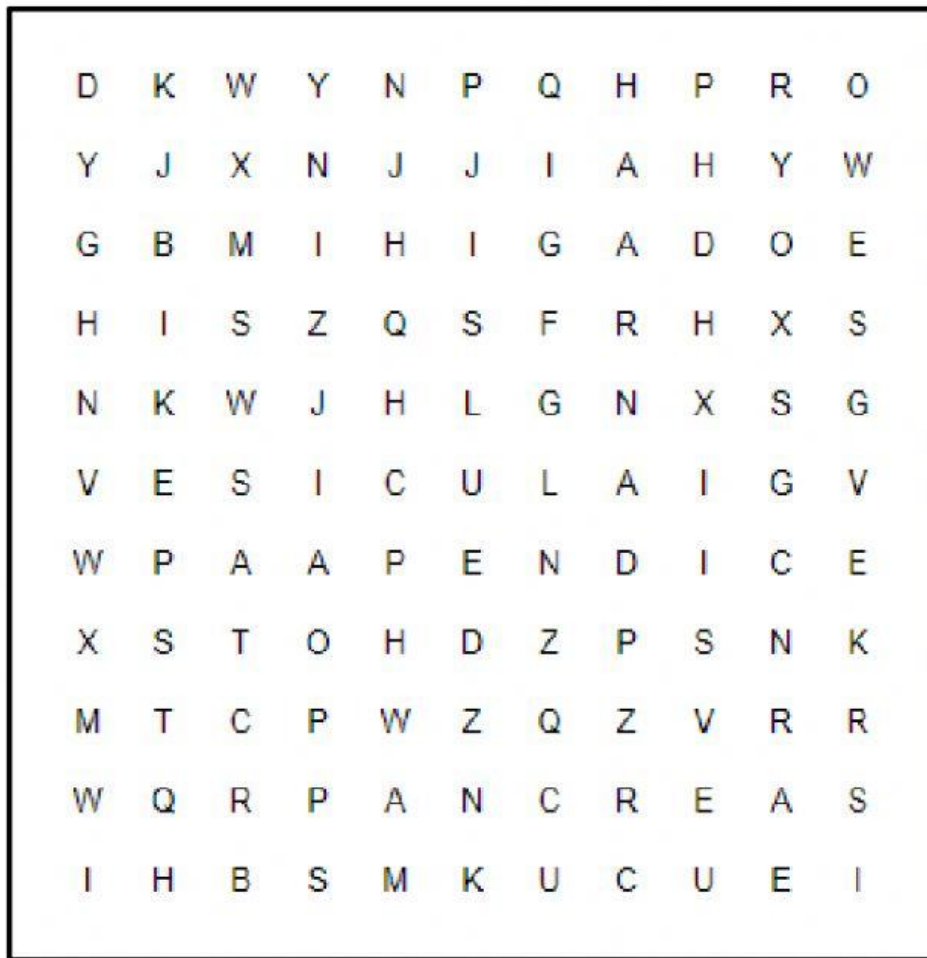 D K W Y N P Q H P R O
Y J X N J J I A H Y W
G B M I H I G A D O E
H I S Z Q S F R H X S
N K W J H L G N X S G
V E S I C U L A I G V
W P A A P E N D I C E
X S T O H D Z P S N K
M T C P W Z Q Z V R R
W Q R P A N C R E A S
I H B S M K U C U E I